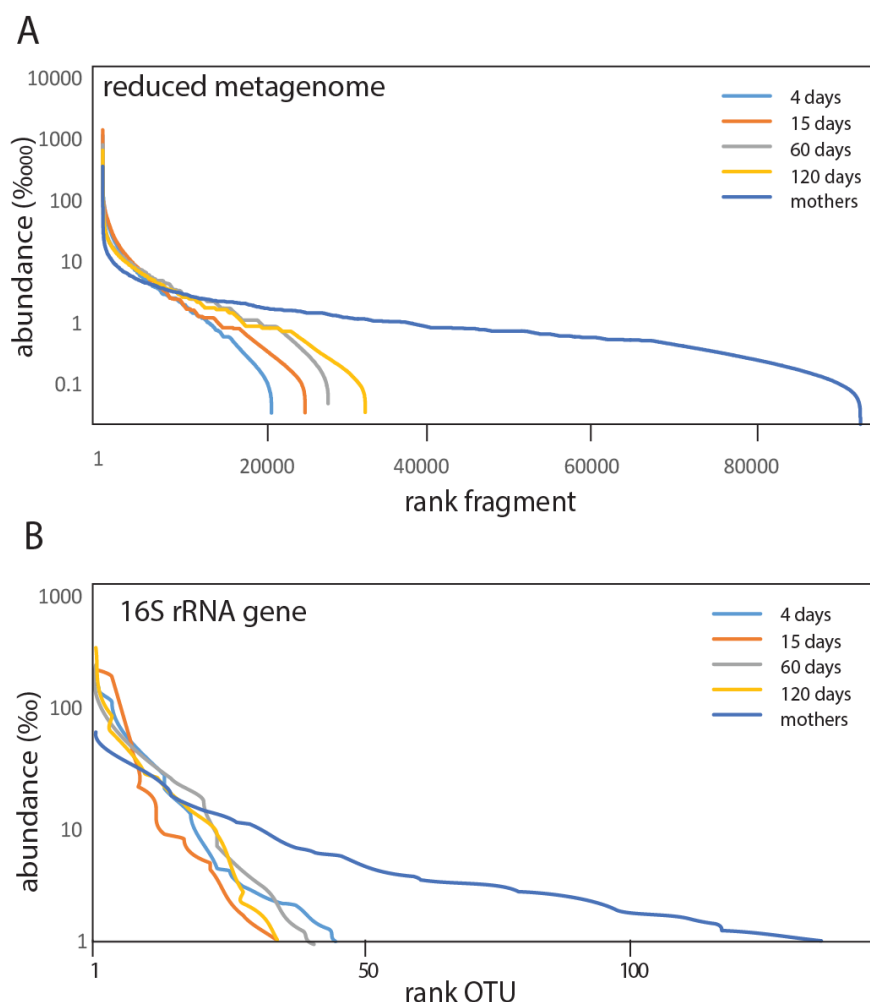 A
reduced metagenome
abundance (%oooo)
10000
1000
100
10
1
0.1
4 days
15 days
60 days
120 days
mothers
1 20000 40000 60000 80000
rank fragment
B
16S rRNA gene
abundance (‰)
1000
100
10
1
4 days
15 days
60 days
120 days
mothers
1 50 100
rank OTU